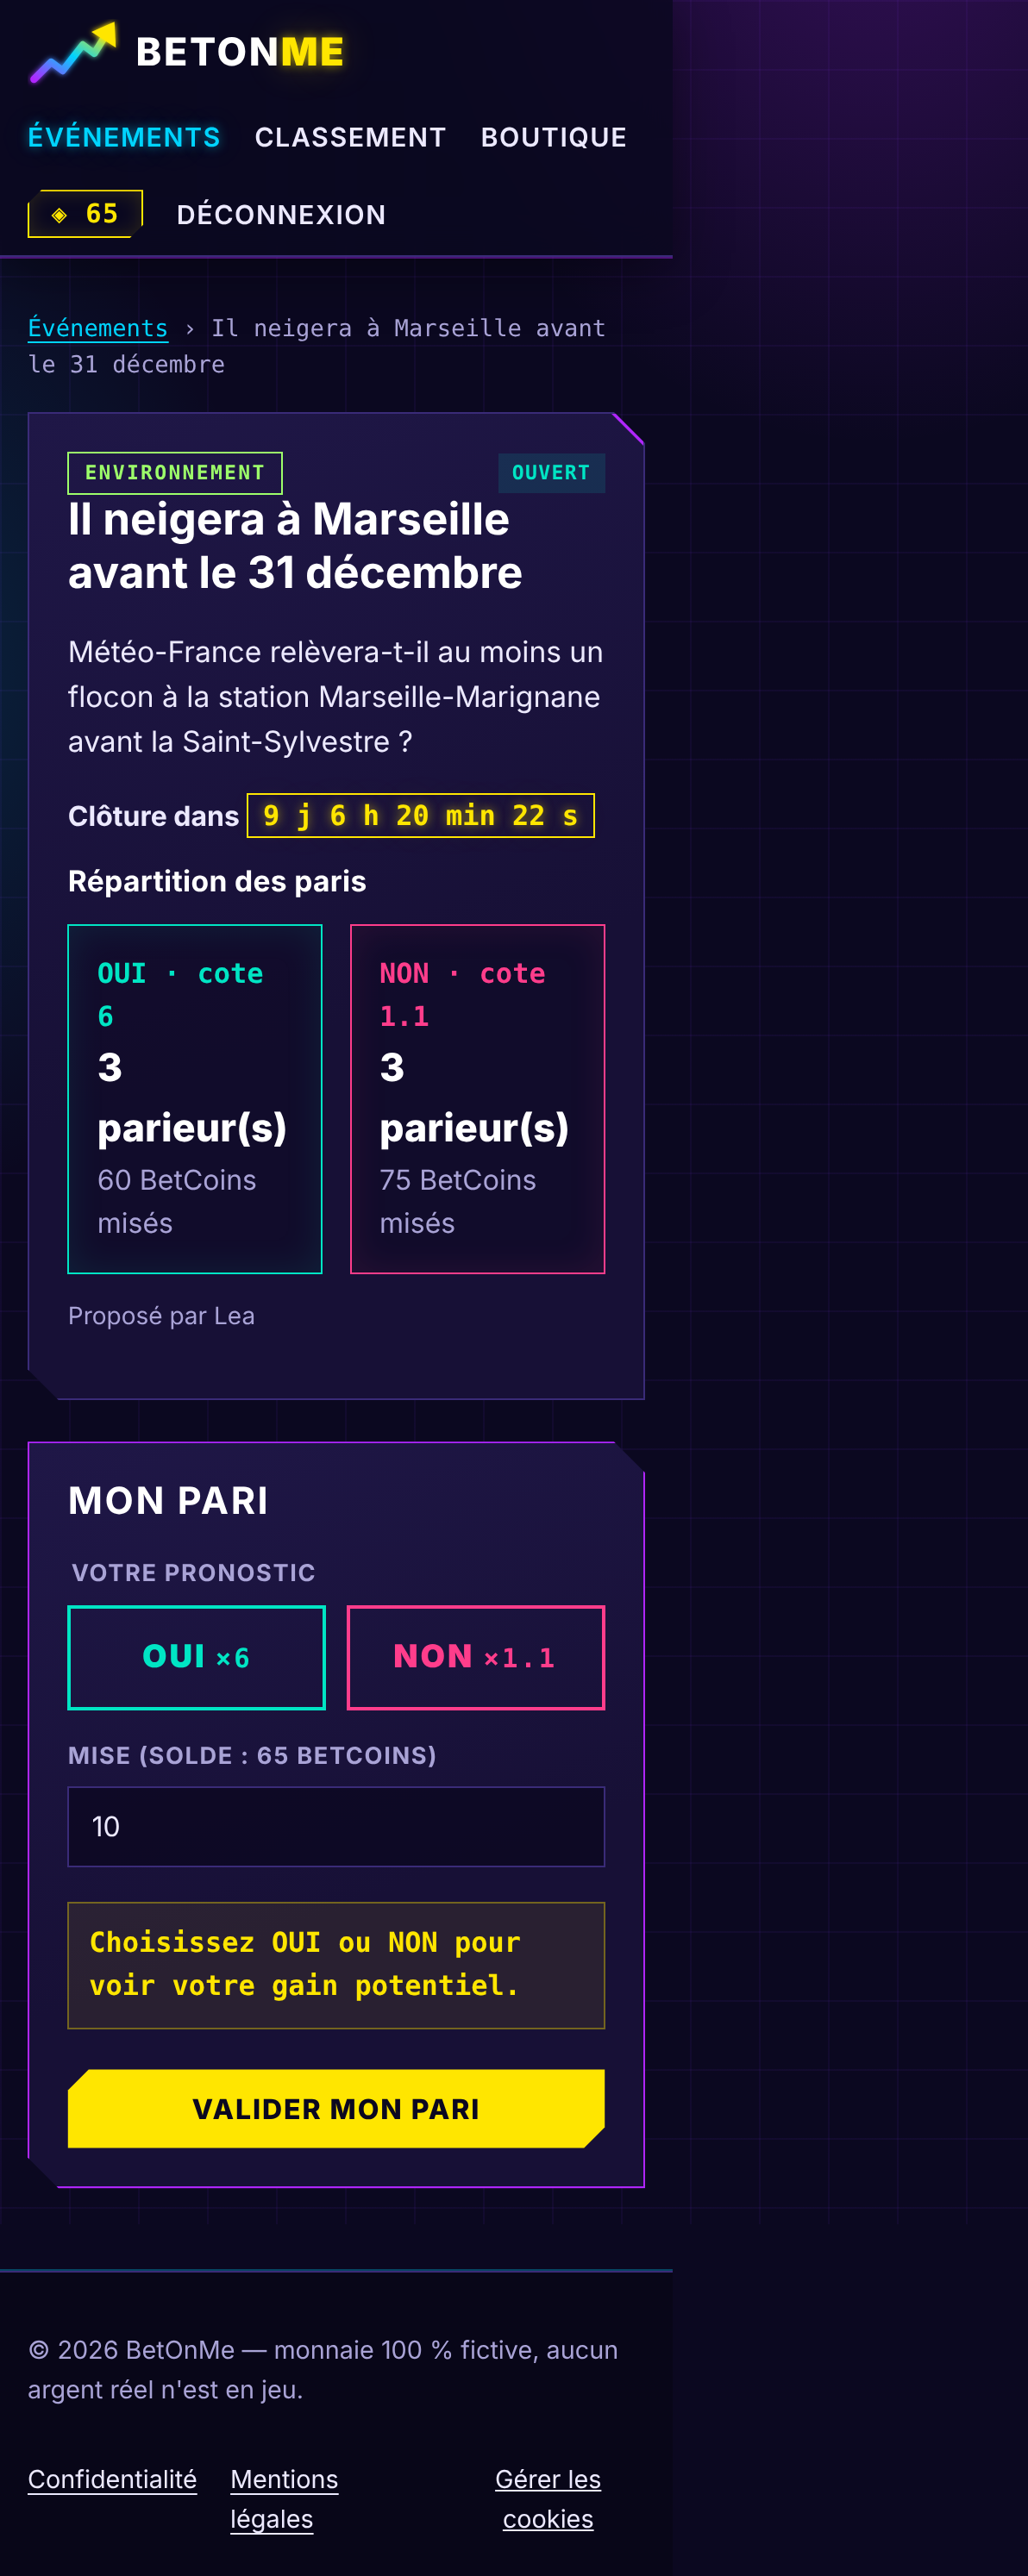 BETONME
ÉVÉNEMENTS CLASSEMENT BOUTIQUE
◈ 65 DÉCONNEXION
Événements › Il neigera à Marseille avant
le 31 décembre
ENVIRONNEMENT OUVERT
Il neigera à Marseille
avant le 31 décembre
Météo-France relèvera-t-il au moins un
flocon à la station Marseille-Marignane
avant la Saint-Sylvestre ?
Clôture dans 9 j 6 h 20 min 22 s
Répartition des paris
OUI · cote
6
3
parieur(s)
60 BetCoins
misés
NON · cote
1.1
3
parieur(s)
75 BetCoins
misés
Proposé par Lea
MON PARI
VOTRE PRONOSTIC
OUI ×6 NON ×1.1
MISE (SOLDE : 65 BETCOINS)
10
Choisissez OUI ou NON pour
voir votre gain potentiel.
VALIDER MON PARI
© 2026 BetOnMe — monnaie 100 % fictive, aucun
argent réel n'est en jeu.
Confidentialité
Mentions
légales
Gérer les
cookies